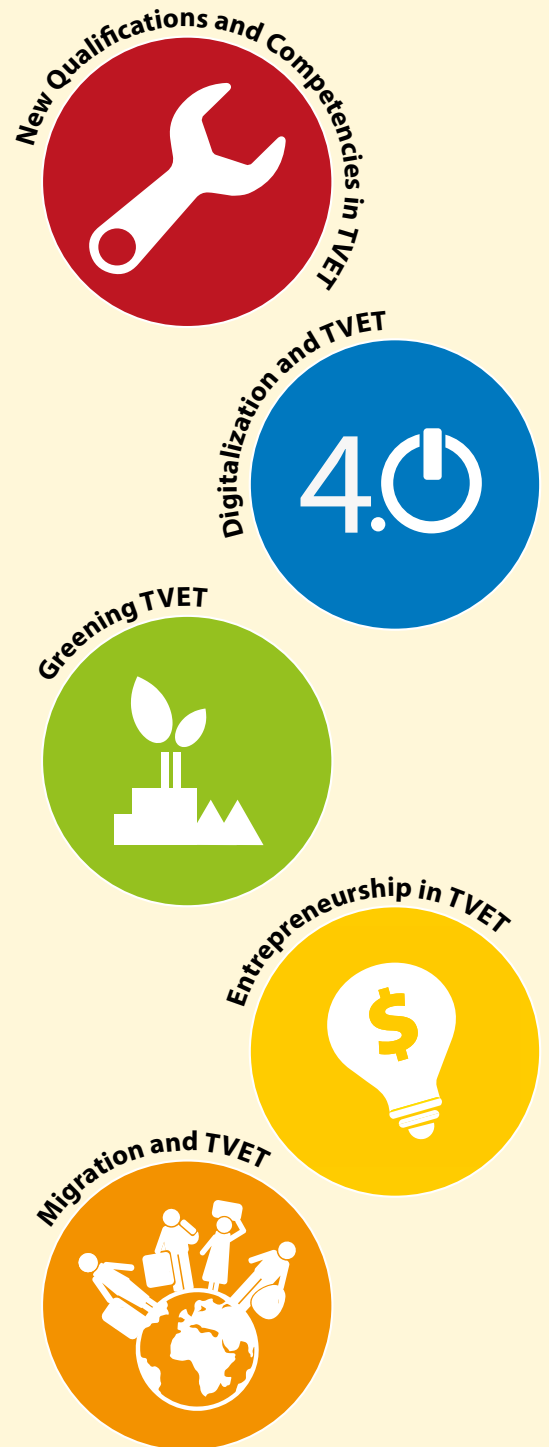 New Qualifications and Competencies in TVET
Digitalization and TVET
4.0
Greening TVET
Entrepreneurship in TVET
$
Migration and TVET